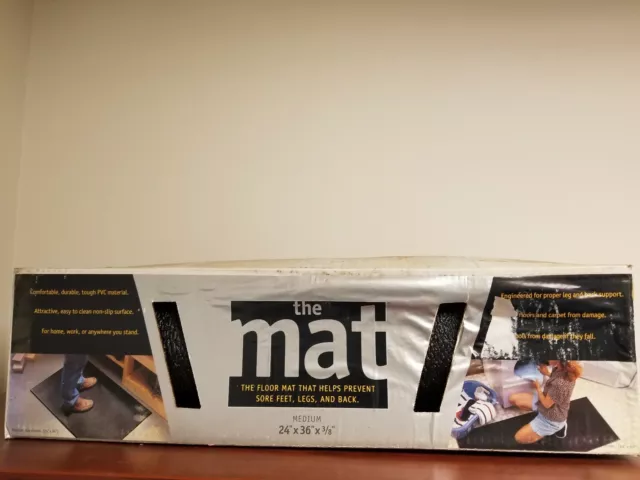 Comfortable, durable, tough PVC material.
Attractive, easy to clean non-slip surface.
For home, work, or anywhere you stand.
the
mat
THE FLOOR MAT THAT HELPS PREVENT
SORE FEET, LEGS, AND BACK.
MEDIUM
24"x36"x3/8"
Engineered for proper leg and back support.
floors and carpet from damage.
from damage if they fall.